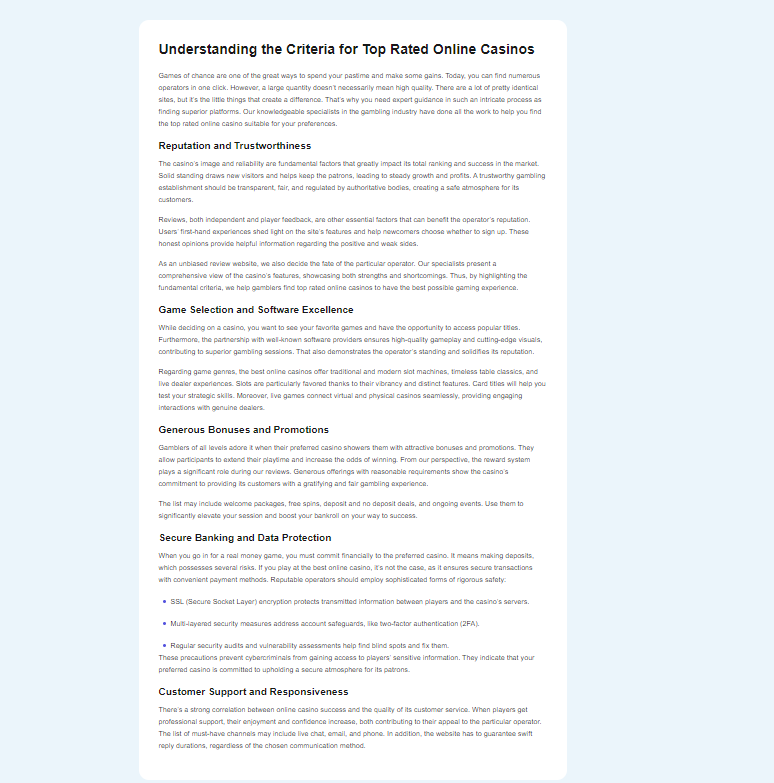 Understanding the Criteria for Top Rated Online Casinos
Games of chance are one of the great ways to spend your pastime and make some gains. Today, you can find numerous
operators in one click. However, a large quantity doesn't necessarily mean high quality. There are a lot of pretty identical
sites, but it's the little things that create a difference. That's why you need expert guidance in such an intricate process as
finding superior platforms. Our knowledgeable specialists in the gambling industry have done all the work to help you find
the top rated online casino suitable for your preferences.
Reputation and Trustworthiness
The casino's image and reliability are fundamental factors that greatly impact its total ranking and success in the market.
Solid standing draws new visitors and helps keep the patrons, leading to steady growth and profits. A trustworthy gambling
establishment should be transparent, fair, and regulated by authoritative bodies, creating a safe atmosphere for its
customers.
Reviews, both independent and player feedback, are other essential factors that can benefit the operator's reputation.
Users' first-hand experiences shed light on the site's features and help newcomers choose whether to sign up. These
honest opinions provide helpful information regarding the positive and weak sides.
As an unbiased review website, we also decide the fate of the particular operator. Our specialists present a
comprehensive view of the casino's features, showcasing both strengths and shortcomings. Thus, by highlighting the
fundamental criteria, we help gamblers find top rated online casinos to have the best possible gaming experience.
Game Selection and Software Excellence
While deciding on a casino, you want to see your favorite games and have the opportunity to access popular titles.
Furthermore, the partnership with well-known software providers ensures high-quality gameplay and cutting-edge visuals,
contributing to superior gambling sessions. That also demonstrates the operator's standing and solidifies its reputation.
Regarding game genres, the best online casinos offer traditional and modern slot machines, timeless table classics, and
live dealer experiences. Slots are particularly favored thanks to their vibrancy and distinct features. Card titles will help you
test your strategic skills. Moreover, live games connect virtual and physical casinos seamlessly, providing engaging
interactions with genuine dealers.
Generous Bonuses and Promotions
Gamblers of all levels adore it when their preferred casino showers them with attractive bonuses and promotions. They
allow participants to extend their playtime and increase the odds of winning. From our perspective, the reward system
plays a significant role during our reviews. Generous offerings with reasonable requirements show the casino's
commitment to providing its customers with a gratifying and fair gambling experience.
The list may include welcome packages, free spins, deposit and no deposit deals, and ongoing events. Use them to
significantly elevate your session and boost your bankroll on your way to success.
Secure Banking and Data Protection
When you go in for a real money game, you must commit financially to the preferred casino. It means making deposits,
which possesses several risks. If you play at the best online casino, it's not the case, as it ensures secure transactions
with convenient payment methods. Reputable operators should employ sophisticated forms of rigorous safety:
• SSL (Secure Socket Layer) encryption protects transmitted information between players and the casino's servers.
• Multi-layered security measures address account safeguards, like two-factor authentication (2FA).
• Regular security audits and vulnerability assessments help find blind spots and fix them.
These precautions prevent cybercriminals from gaining access to players' sensitive information. They indicate that your
preferred casino is committed to upholding a secure atmosphere for its patrons.
Customer Support and Responsiveness
There's a strong correlation between online casino success and the quality of its customer service. When players get
professional support, their enjoyment and confidence increase, both contributing to their appeal to the particular operator.
The list of must-have channels may include live chat, email, and phone. In addition, the website has to guarantee swift
reply durations, regardless of the chosen communication method.